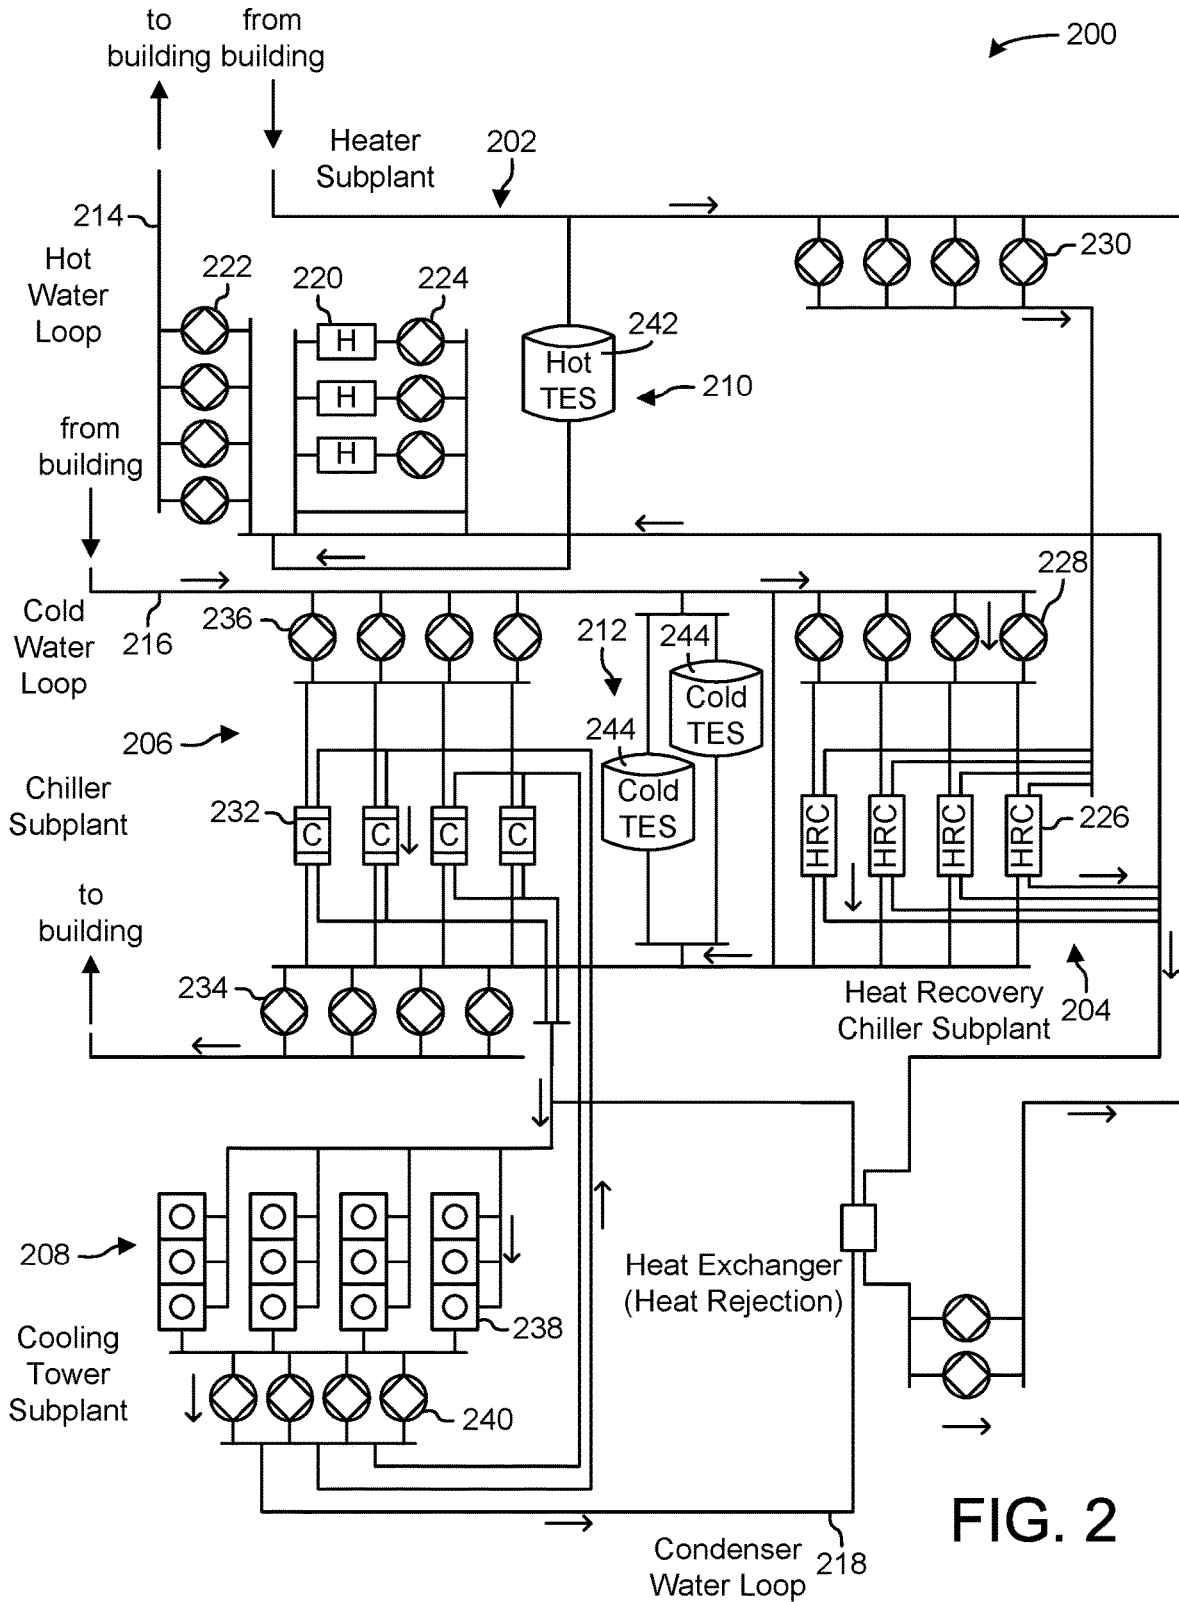 to
building
from
building
200
Heater
Subplant
202
214
Hot
Water
Loop
222
220
224
230
H
H
H
Hot
TES
242
210
from
building
216
Cold
Water
Loop
236
212
244
Cold
TES
244
Cold
TES
228
206
Chiller
Subplant
232
C
C
C
C
HRC
HRC
HRC
HRC
226
to
building
234
Heat Recovery
Chiller Subplant
204
208
Cooling
Tower
Subplant
238
240
Heat Exchanger
(Heat Rejection)
Condenser
Water Loop
218
FIG. 2